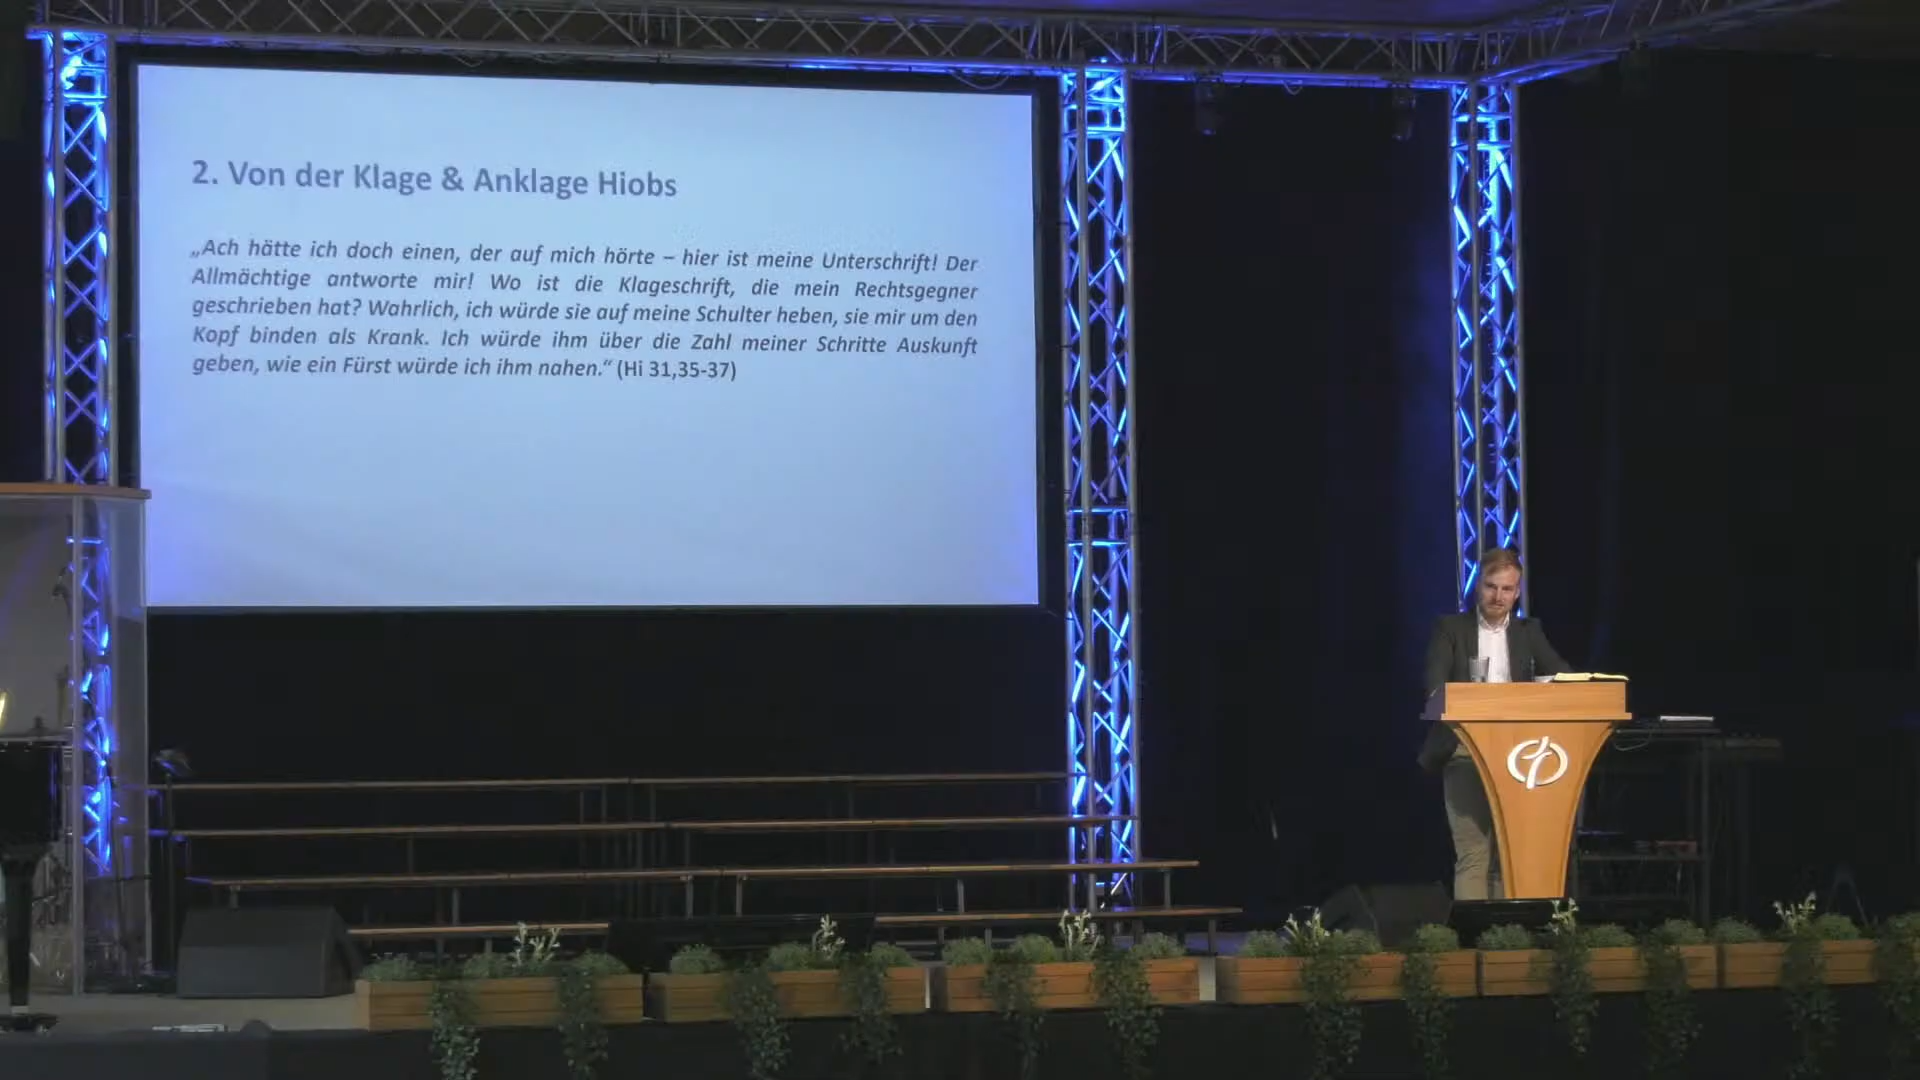 2. Von der Klage & Anklage Hiobs
„Ach hätte ich doch einen, der auf mich hörte – hier ist meine Unterschrift! Der
Allmächtige antworte mir! Wo ist die Klageschrift, die mein Rechtsgegner
geschrieben hat? Wahrlich, ich würde sie auf meine Schulter heben, sie mir um den
Kopf binden als Krank. Ich würde ihm über die Zahl meiner Schritte Auskunft
geben, wie ein Fürst würde ich ihm nahen.“ (Hi 31,35-37)